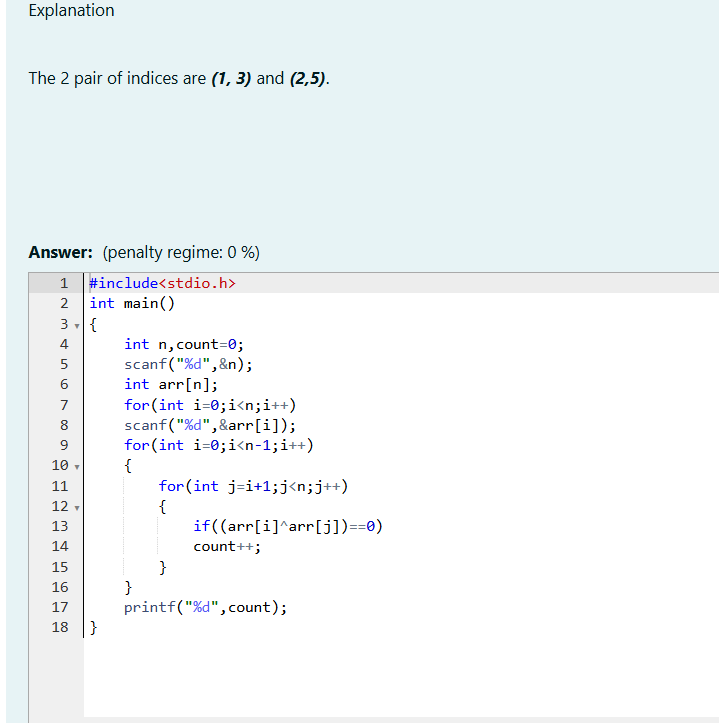 Explanation
The 2 pair of indices are (1, 3) and (2,5).
Answer: (penalty regime: 0 %)
1 #include<stdio.h>
2 int main()
3 {
4 int n,count=0;
5 scanf("%d",&n);
6 int arr[n];
7 for(int i=0;i<n;i++)
8 scanf("%d",&arr[i]);
9 for(int i=0;i<n-1;i++)
10 {
11 for(int j=i+1;j<n;j++)
12 {
13 if((arr[i]^arr[j])==0)
14 count++;
15 }
16 }
17 printf("%d",count);
18 }